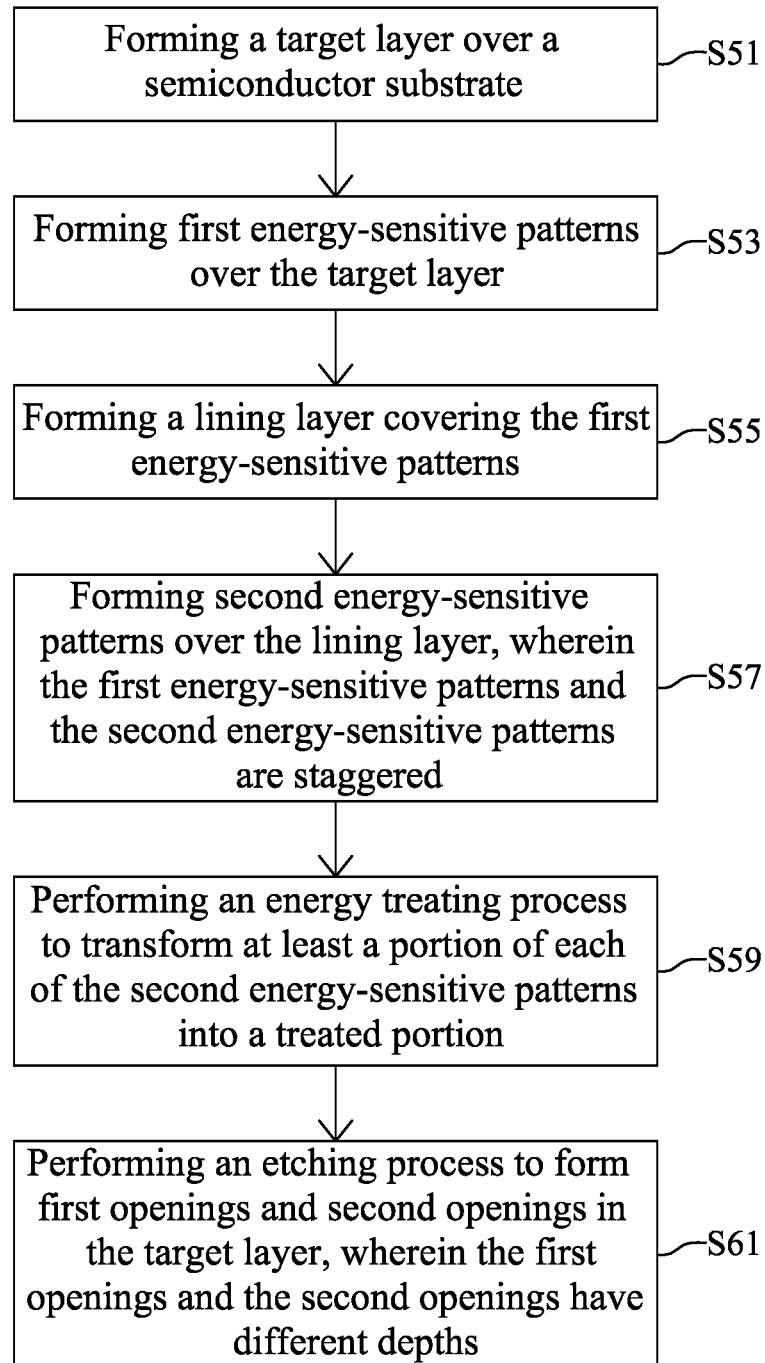 Forming a target layer over a
semiconductor substrate
S51
Forming first energy-sensitive patterns
over the target layer
S53
Forming a lining layer covering the first
energy-sensitive patterns
S55
Forming second energy-sensitive
patterns over the lining layer, wherein
the first energy-sensitive patterns and
the second energy-sensitive patterns
are staggered
S57
Performing an energy treating process
to transform at least a portion of each
of the second energy-sensitive patterns
into a treated portion
S59
Performing an etching process to form
first openings and second openings in
the target layer, wherein the first
openings and the second openings have
different depths
S61